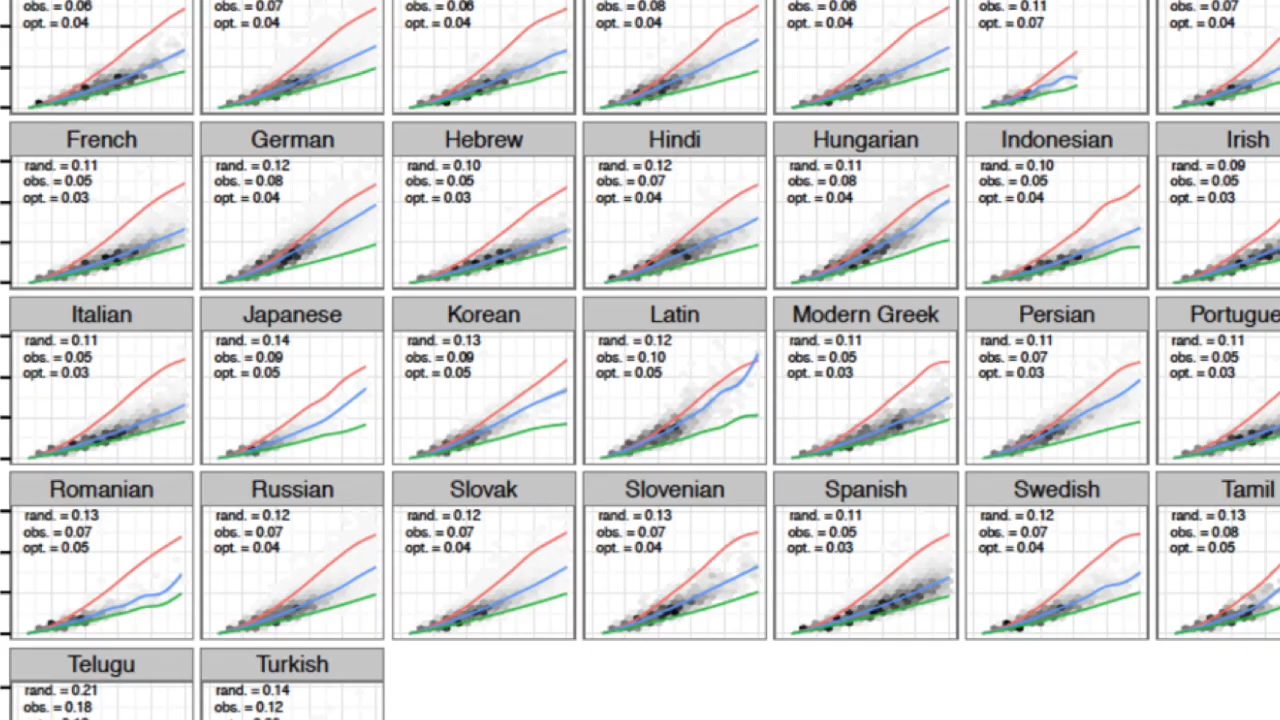 obs. = 0.06
opt. = 0.04
obs. = 0.07
opt. = 0.04
obs. = 0.06
opt. = 0.04
obs. = 0.08
opt. = 0.04
obs. = 0.06
opt. = 0.04
obs. = 0.11
opt. = 0.07
obs. = 0.07
opt. = 0.04
French
rand. = 0.11
obs. = 0.05
opt. = 0.03
German
rand. = 0.12
obs. = 0.08
opt. = 0.04
Hebrew
rand. = 0.10
obs. = 0.05
opt. = 0.03
Hindi
rand. = 0.12
obs. = 0.07
opt. = 0.04
Hungarian
rand. = 0.11
obs. = 0.08
opt. = 0.04
Indonesian
rand. = 0.10
obs. = 0.05
opt. = 0.04
Irish
rand. = 0.09
obs. = 0.05
opt. = 0.03
Italian
rand. = 0.11
obs. = 0.05
opt. = 0.03
Japanese
rand. = 0.14
obs. = 0.09
opt. = 0.05
Korean
rand. = 0.13
obs. = 0.09
opt. = 0.05
Latin
rand. = 0.12
obs. = 0.10
opt. = 0.05
Modern Greek
rand. = 0.11
obs. = 0.05
opt. = 0.03
Persian
rand. = 0.11
obs. = 0.07
opt. = 0.03
Portugue
rand. = 0.11
obs. = 0.05
opt. = 0.03
Romanian
rand. = 0.13
obs. = 0.07
opt. = 0.05
Russian
rand. = 0.12
obs. = 0.07
opt. = 0.04
Slovak
rand. = 0.12
obs. = 0.07
opt. = 0.04
Slovenian
rand. = 0.13
obs. = 0.07
opt. = 0.04
Spanish
rand. = 0.11
obs. = 0.05
opt. = 0.03
Swedish
rand. = 0.12
obs. = 0.07
opt. = 0.04
Tamil
rand. = 0.13
obs. = 0.08
opt. = 0.05
Telugu
rand. = 0.21
obs. = 0.18
Turkish
rand. = 0.14
obs. = 0.12